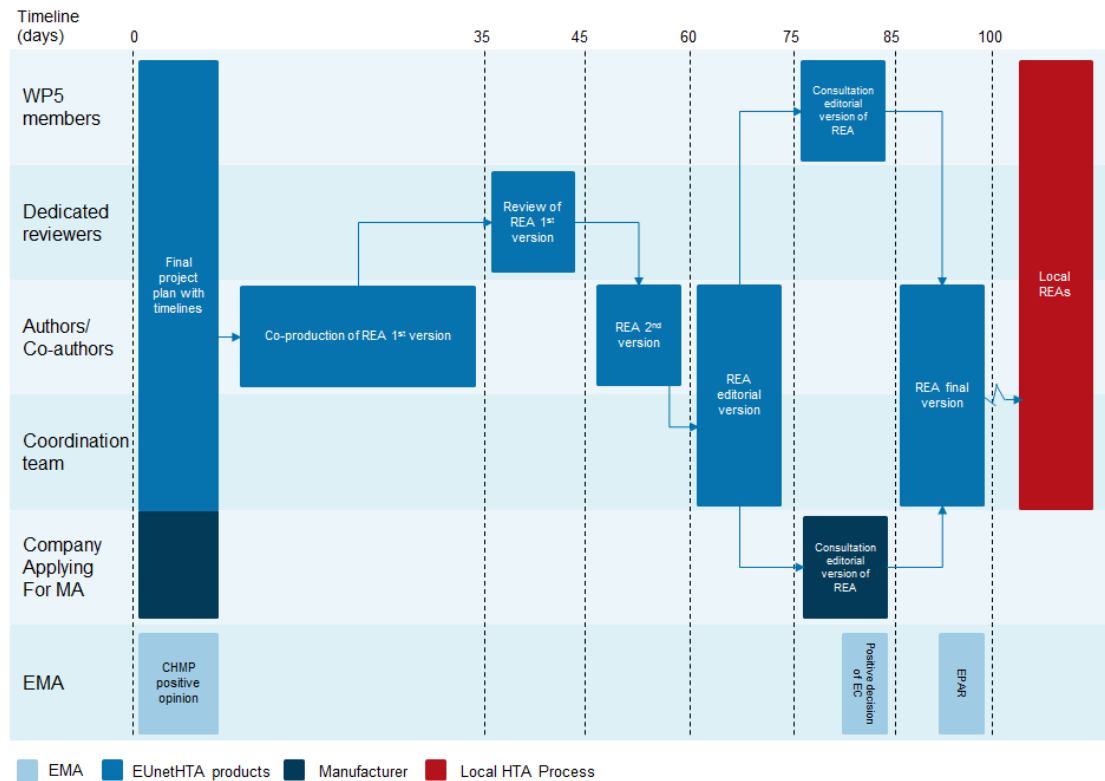 Timeline
(days)
0
35
45
60
75
85
100
WP5
members
Consultation
editorial
version of
REA
Dedicated
reviewers
Review of
REA 1st
version
Final
project
plan with
timelines
Local
REAs
Authors/
Co-authors
Co-production of REA 1st version
REA 2nd
version
REA
editorial
version
REA final
version
Coordination
team
Company
Applying
For MA
Consultation
editorial
version of
REA
EMA
CHMP
positive
opinion
Positive decision
of EC
EPAR
EMA
EUnetHTA products
Manufacturer
Local HTA Process